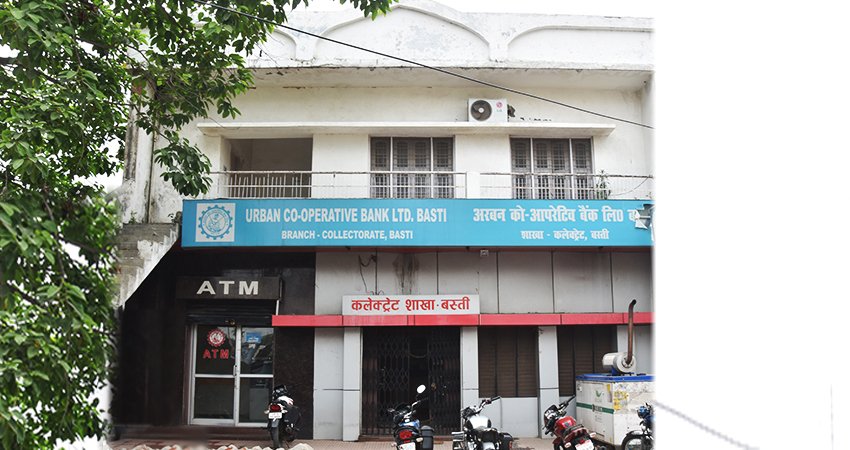 URBAN CO-OPERATIVE BANK LTD. BASTI
BRANCH - COLLECTORATE, BASTI
अरबन को-आपरेटिव बैंक लि0
शाखा - कलेक्ट्रेट, बस्ती
ATM
कलेक्ट्रेट शाखा-बस्ती
ATM